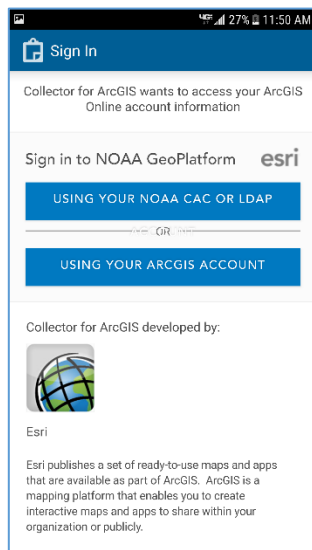 4G LTE 27% 11:50 AM
Sign In
Collector for ArcGIS wants to access your ArcGIS
Online account information
Sign in to NOAA GeoPlatform esri
USING YOUR NOAA CAC OR LDAP
OR
USING YOUR ARCGIS ACCOUNT
Collector for ArcGIS developed by:
Esri
Esri publishes a set of ready-to-use maps and apps
that are available as part of ArcGIS. ArcGIS is a
mapping platform that enables you to create
interactive maps and apps to share within your
organization or publicly.